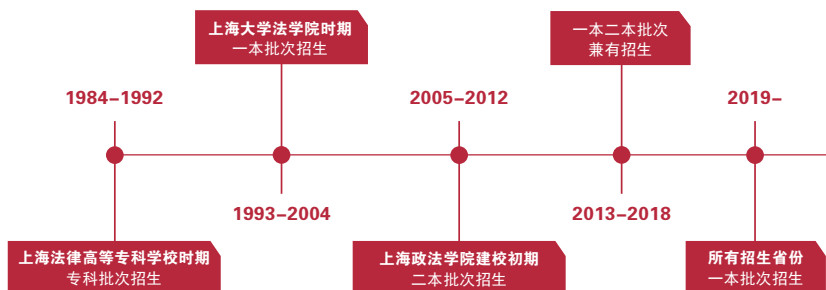 上海大学法学院时期
一本批次招生
一本二本批次
兼有招生
1984–1992
2005–2012
2019–
1993–2004
2013–2018
上海法律高等专科学校时期
专科批次招生
上海政法学院建校初期
二本批次招生
所有招生省份
一本批次招生